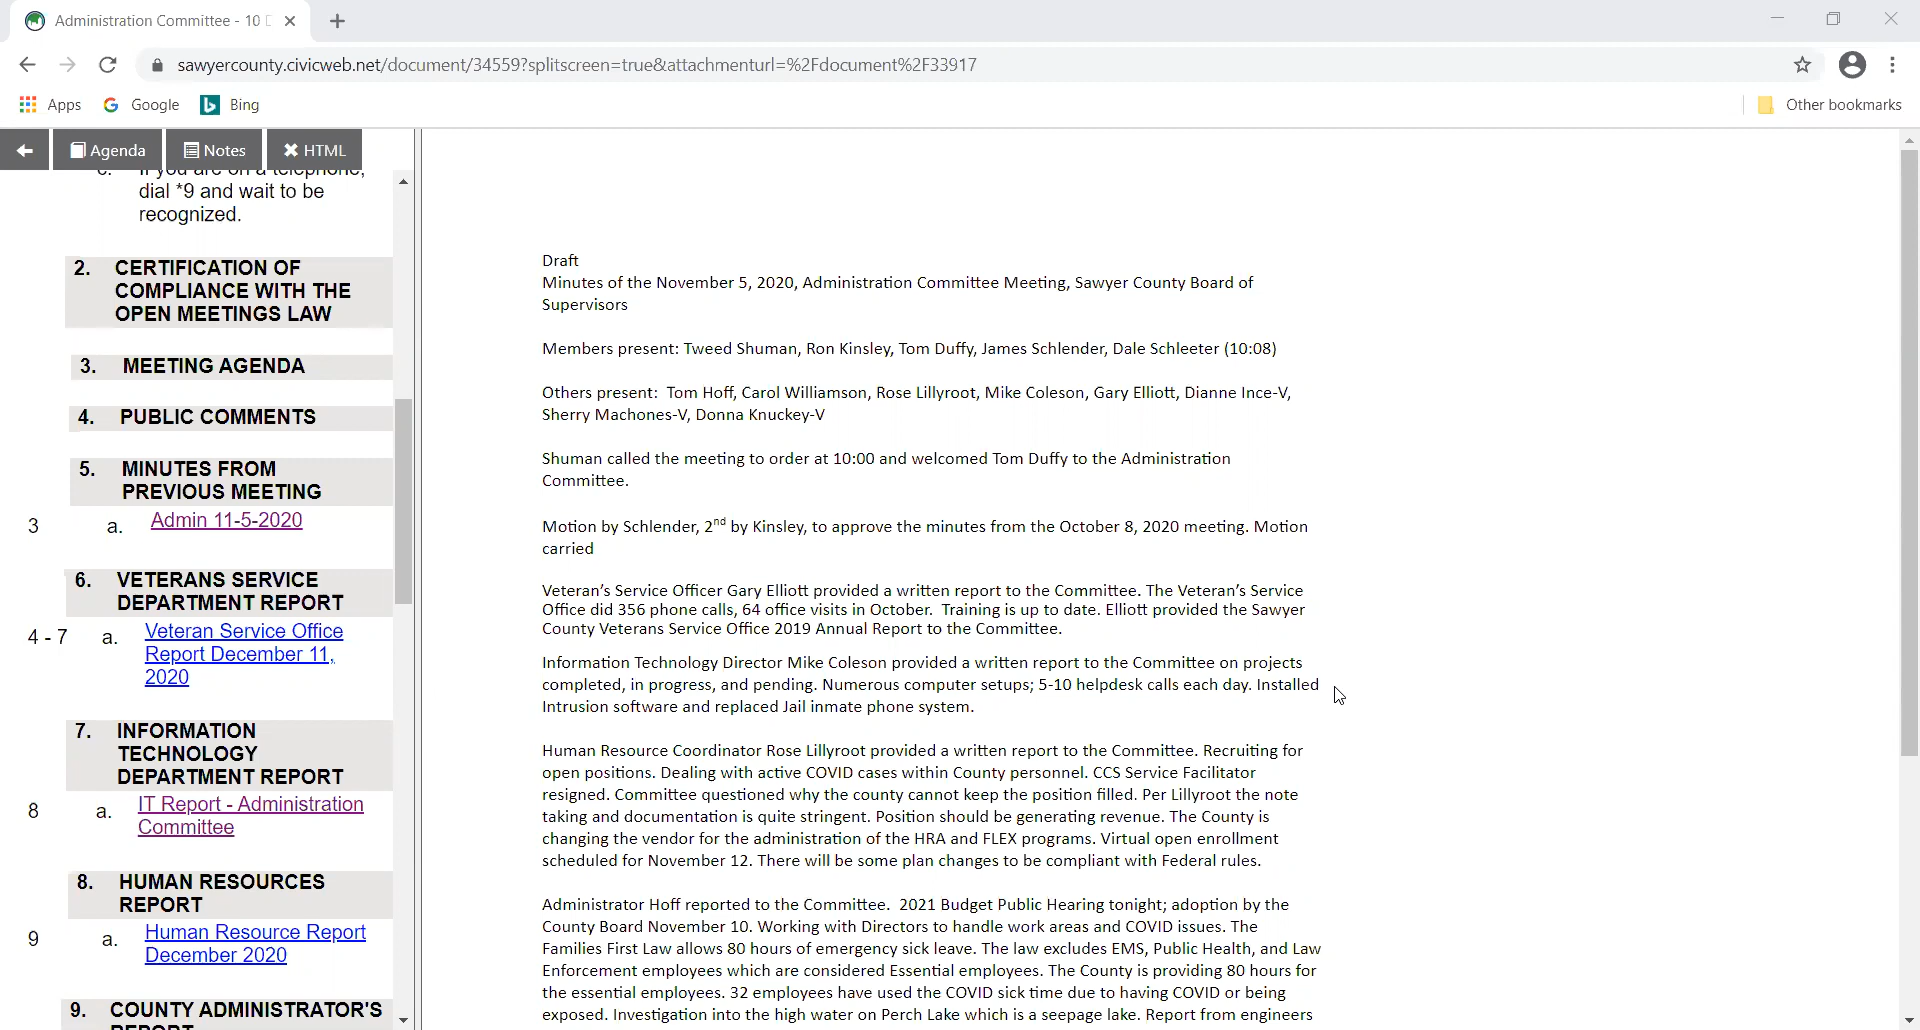 Administration Committee - 10 D
sawyercounty.civicweb.net/document/34559?splitscreen=true&attachmenturl=%2Fdocument%2F33917
Apps
Google
Bing
Other bookmarks
Agenda
Notes
HTML
c. If you are on a telephone,
dial *9 and wait to be
recognized.
2. CERTIFICATION OF
COMPLIANCE WITH THE
OPEN MEETINGS LAW
3. MEETING AGENDA
4. PUBLIC COMMENTS
5. MINUTES FROM
PREVIOUS MEETING
3 a. Admin 11-5-2020
6. VETERANS SERVICE
DEPARTMENT REPORT
4 - 7 a. Veteran Service Office
Report December 11,
2020
7. INFORMATION
TECHNOLOGY
DEPARTMENT REPORT
8 a. IT Report - Administration
Committee
8. HUMAN RESOURCES
REPORT
9 a. Human Resource Report
December 2020
9. COUNTY ADMINISTRATOR'S
REPORT
Draft
Minutes of the November 5, 2020, Administration Committee Meeting, Sawyer County Board of
Supervisors
Members present: Tweed Shuman, Ron Kinsley, Tom Duffy, James Schlender, Dale Schleeter (10:08)
Others present:  Tom Hoff, Carol Williamson, Rose Lillyroot, Mike Coleson, Gary Elliott, Dianne Ince-V,
Sherry Machones-V, Donna Knuckey-V
Shuman called the meeting to order at 10:00 and welcomed Tom Duffy to the Administration
Committee.
Motion by Schlender, 2nd by Kinsley, to approve the minutes from the October 8, 2020 meeting. Motion
carried
Veteran’s Service Officer Gary Elliott provided a written report to the Committee. The Veteran’s Service
Office did 356 phone calls, 64 office visits in October.  Training is up to date. Elliott provided the Sawyer
County Veterans Service Office 2019 Annual Report to the Committee.
Information Technology Director Mike Coleson provided a written report to the Committee on projects
completed, in progress, and pending. Numerous computer setups; 5-10 helpdesk calls each day. Installed
Intrusion software and replaced Jail inmate phone system.
Human Resource Coordinator Rose Lillyroot provided a written report to the Committee. Recruiting for
open positions. Dealing with active COVID cases within County personnel. CCS Service Facilitator
resigned. Committee questioned why the county cannot keep the position filled. Per Lillyroot the note
taking and documentation is quite stringent. Position should be generating revenue. The County is
changing the vendor for the administration of the HRA and FLEX programs. Virtual open enrollment
scheduled for November 12. There will be some plan changes to be compliant with Federal rules.
Administrator Hoff reported to the Committee.  2021 Budget Public Hearing tonight; adoption by the
County Board November 10. Working with Directors to handle work areas and COVID issues. The
Families First Law allows 80 hours of emergency sick leave. The law excludes EMS, Public Health, and Law
Enforcement employees which are considered Essential employees. The County is providing 80 hours for
the essential employees. 32 employees have used the COVID sick time due to having COVID or being
exposed. Investigation into the high water on Perch Lake which is a seepage lake. Report from engineers